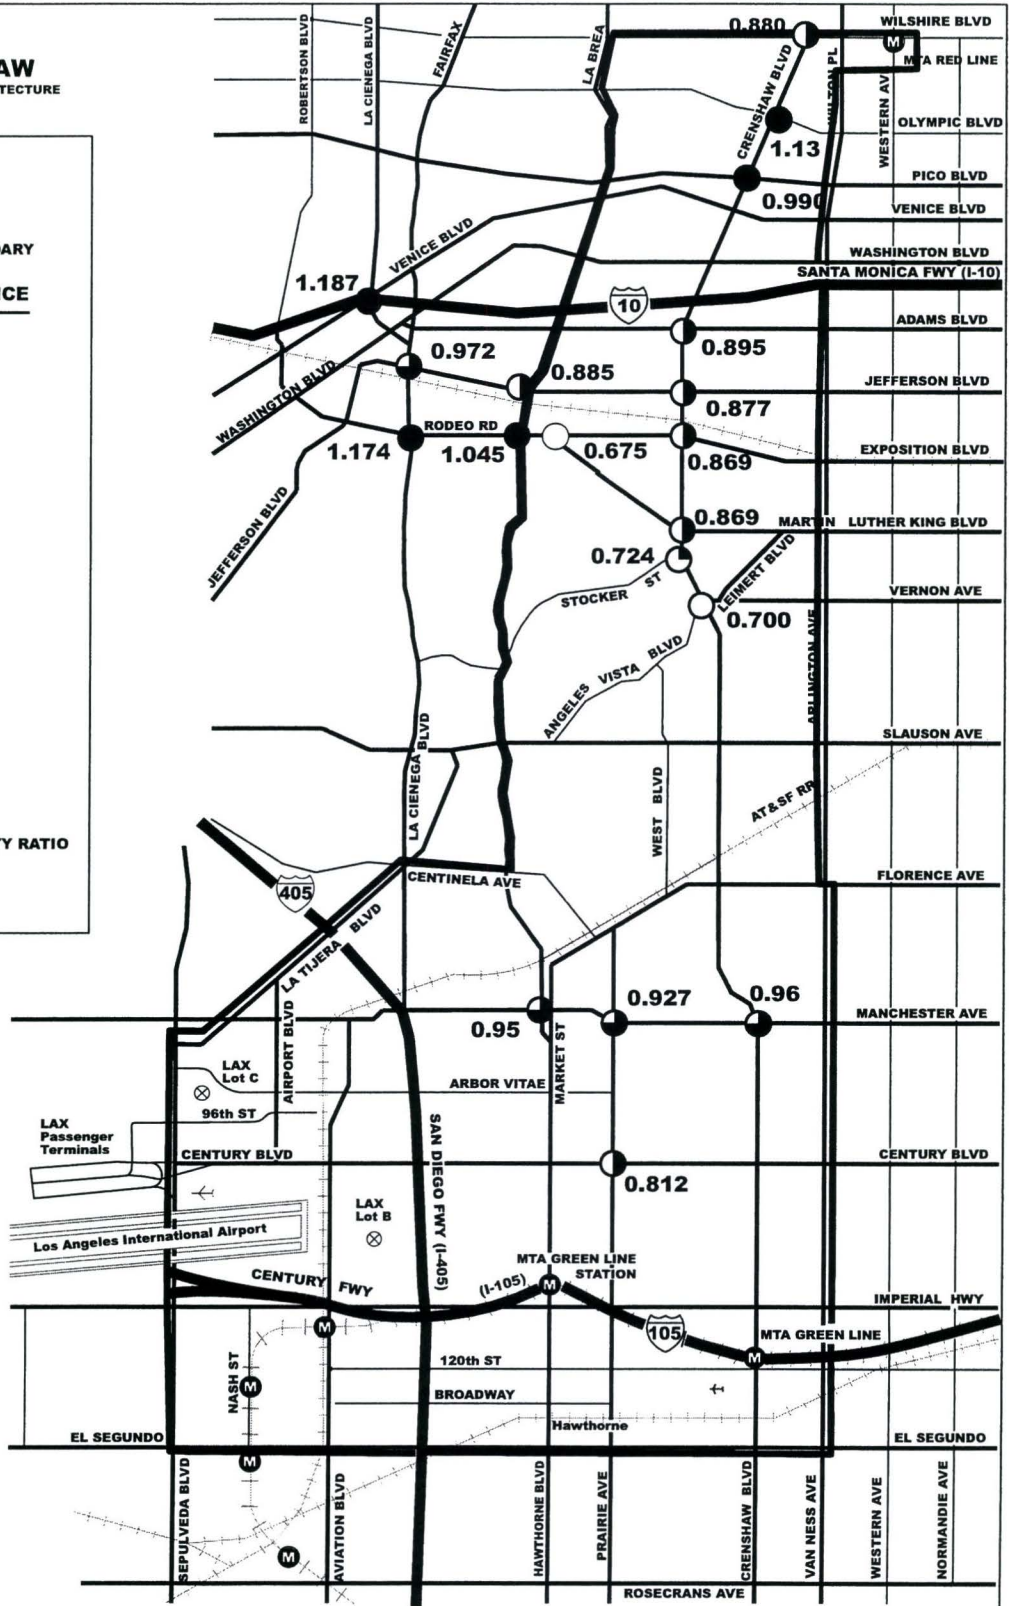 AW
TECTURE
DARY
ICE
Y RATIO
ROBERTSON BLVD
LA CIENEGA BLVD
FAIRFAX
LA BREA
0.880
CRENSHAW BLVD
WILTON PL
WESTERN AV
WILSHIRE BLVD
M
MTA RED LINE
OLYMPIC BLVD
1.13
PICO BLVD
0.990
VENICE BLVD
VENICE BLVD
WASHINGTON BLVD
SANTA MONICA FWY (I-10)
1.187
10
ADAMS BLVD
0.895
0.972
0.885
JEFFERSON BLVD
0.877
WASHINGTON BLVD
RODEO RD
1.174
1.045
0.675
0.869
EXPOSITION BLVD
JEFFERSON BLVD
0.869
MARTIN LUTHER KING BLVD
0.724
STOCKER ST
LEIMERT BLVD
VERNON AVE
0.700
ANGELES VISTA BLVD
ARLINGTON AVE
SLAUSON AVE
LA CIENEGA BLVD
WEST BLVD
AT&SF RR
CENTINELA AVE
FLORENCE AVE
405
LA TIJERA BLVD
AIRPORT BLVD
0.95
0.927
0.96
MANCHESTER AVE
MARKET ST
LAX
Lot C
ARBOR VITAE
96th ST
LAX
Passenger
Terminals
CENTURY BLVD
CENTURY BLVD
0.812
SAN DIEGO FWY (I-405)
LAX
Lot B
Los Angeles International Airport
MTA GREEN LINE
STATION
CENTURY FWY
(I-105)
M
IMPERIAL HWY
M
105
MTA GREEN LINE
M
120th ST
NASH ST
M
BROADWAY
Hawthorne
EL SEGUNDO
EL SEGUNDO
M
SEPULVEDA BLVD
AVIATION BLVD
HAWTHORNE BLVD
PRAIRIE AVE
CRENSHAW BLVD
VAN NESS AVE
WESTERN AVE
NORMANDIE AVE
M
ROSECRANS AVE